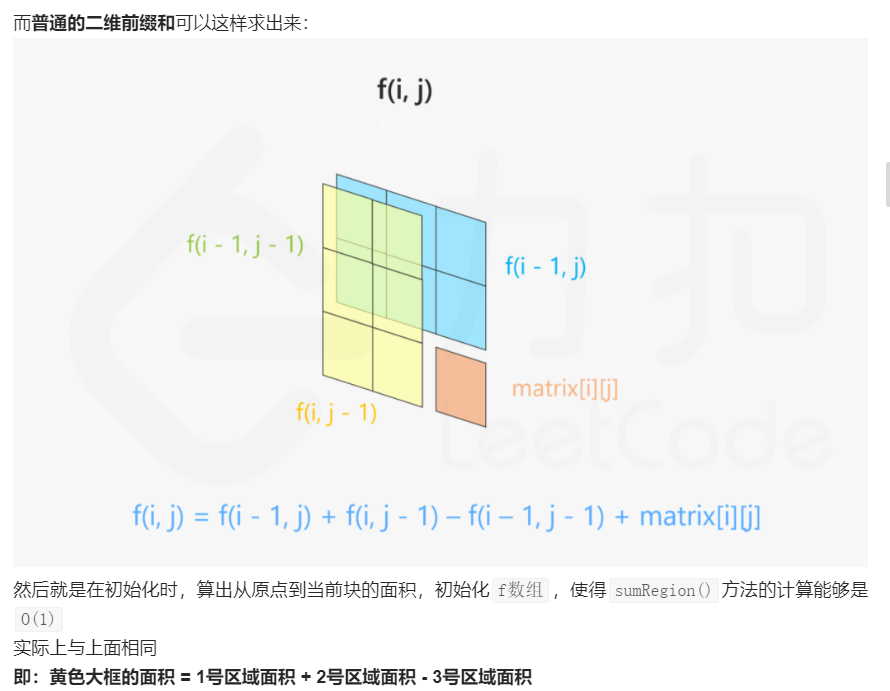 而普通的二维前缀和可以这样求出来：
f(i, j)
f(i - 1, j - 1)
f(i - 1, j)
matrix[i][j]
f(i, j - 1)
力扣
LeetCode
f(i, j) = f(i - 1, j) + f(i, j - 1) – f(i – 1, j - 1) + matrix[i][j]
然后就是在初始化时，算出从原点到当前块的面积，初始化 f数组 ，使得 sumRegion() 方法的计算能够是
O(1)
实际上与上面相同
即：黄色大框的面积 = 1号区域面积 + 2号区域面积 - 3号区域面积